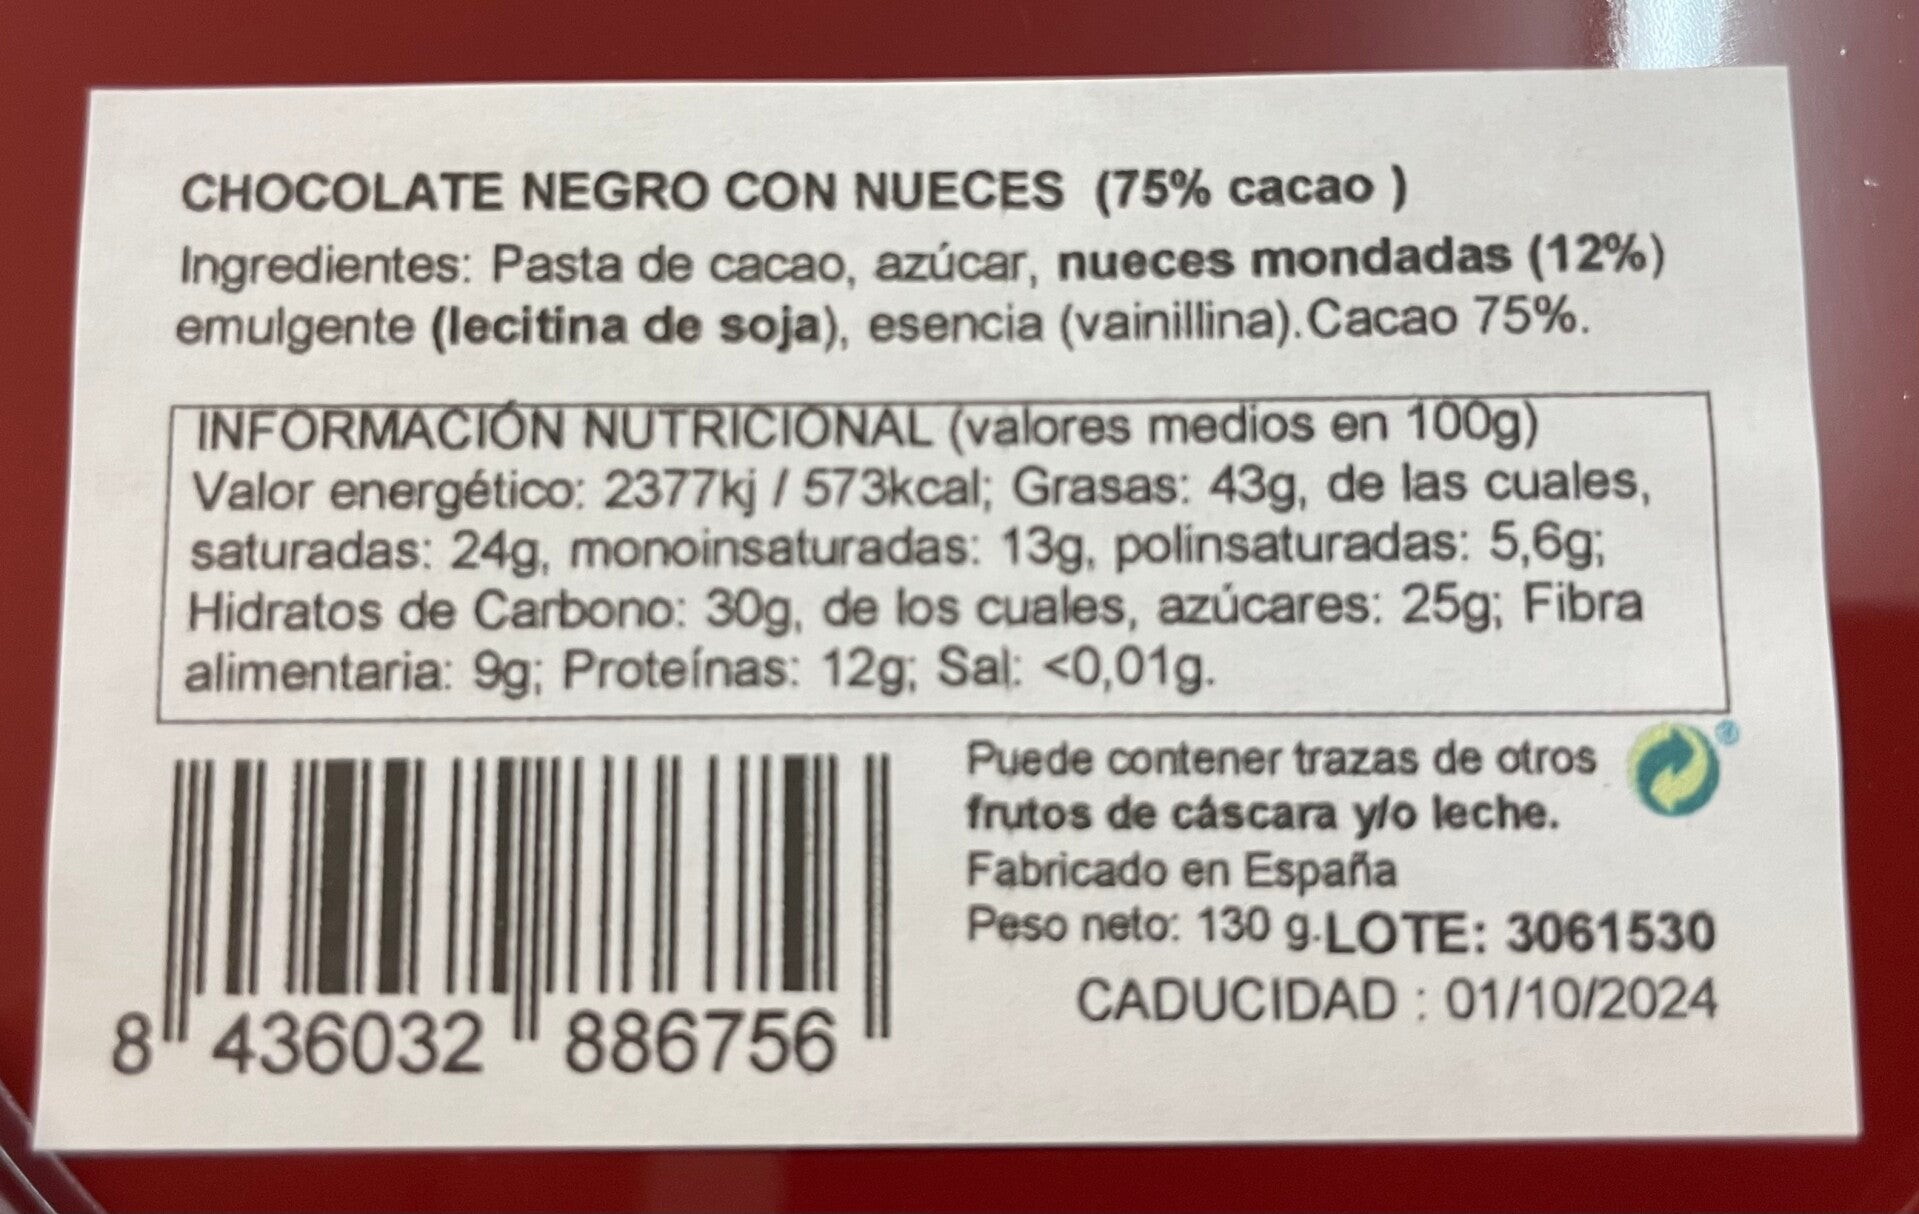 CHOCOLATE NEGRO CON NUECES (75% cacao )
Ingredientes: Pasta de cacao, azúcar, nueces mondadas (12%)
emulgente (lecitina de soja), esencia (vainillina).Cacao 75%.
INFORMACIÓN NUTRICIONAL (valores medios en 100g)
Valor energético: 2377kj / 573kcal; Grasas: 43g, de las cuales,
saturadas: 24g, monoinsaturadas: 13g, polinsaturadas: 5,6g;
Hidratos de Carbono: 30g, de los cuales, azúcares: 25g; Fibra
alimentaria: 9g; Proteínas: 12g; Sal: <0,01g.
Puede contener trazas de otros
frutos de cáscara y/o leche.
Fabricado en España
Peso neto: 130 g.LOTE: 3061530
CADUCIDAD : 01/10/2024
8 436032 886756